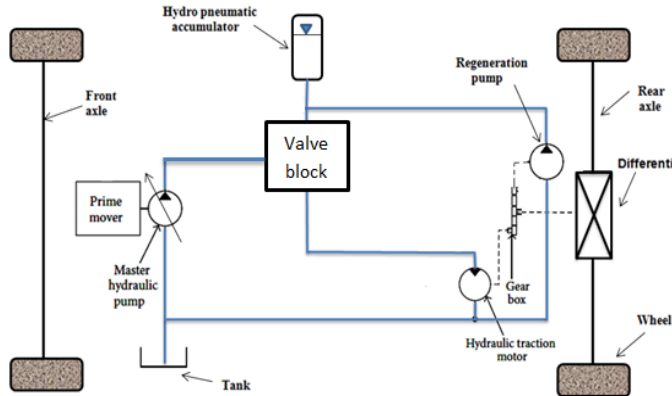 Hydro pneumatic
accumulator
Regeneration
pump
Front
axle
Rear
axle
Valve
block
Differenti
Prime
mover
Master
hydraulic
pump
Gear
box
Hydraulic traction
motor
Wheel
Tank